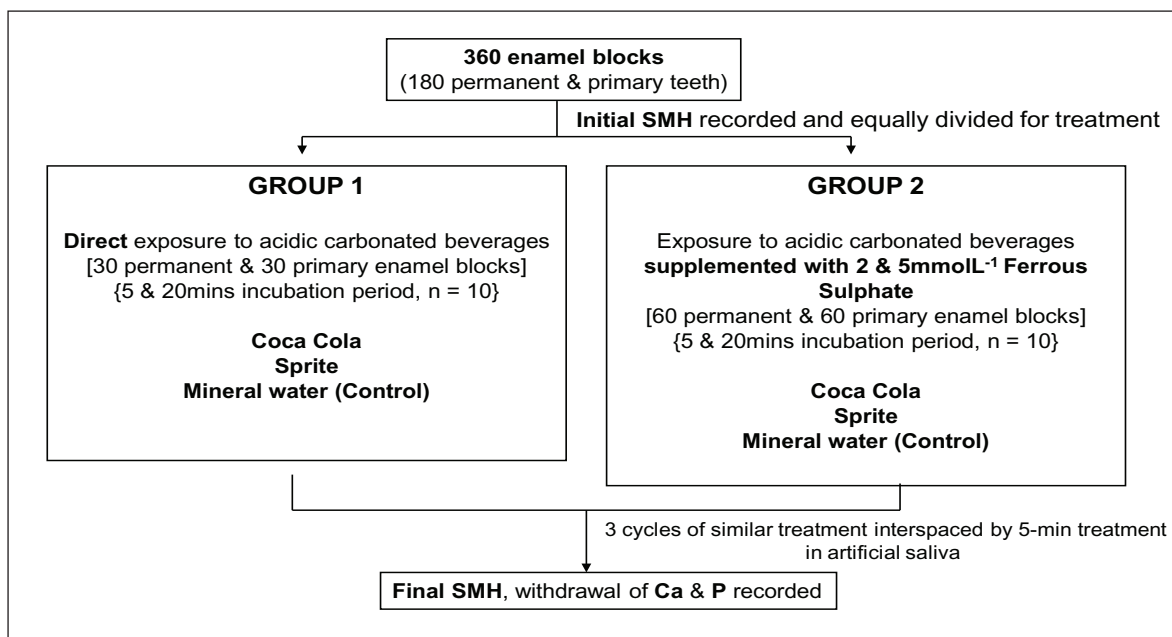 360 enamel blocks
(180 permanent & primary teeth)
Initial SMH recorded and equally divided for treatment
GROUP 1
Direct exposure to acidic carbonated beverages
[30 permanent & 30 primary enamel blocks]
{5 & 20mins incubation period, n = 10}
Coca Cola
Sprite
Mineral water (Control)
GROUP 2
Exposure to acidic carbonated beverages
supplemented with 2 & 5mmolL⁻¹ Ferrous
Sulphate
[60 permanent & 60 primary enamel blocks]
{5 & 20mins incubation period, n = 10}
Coca Cola
Sprite
Mineral water (Control)
3 cycles of similar treatment interspaced by 5-min treatment
in artificial saliva
Final SMH, withdrawal of Ca & P recorded